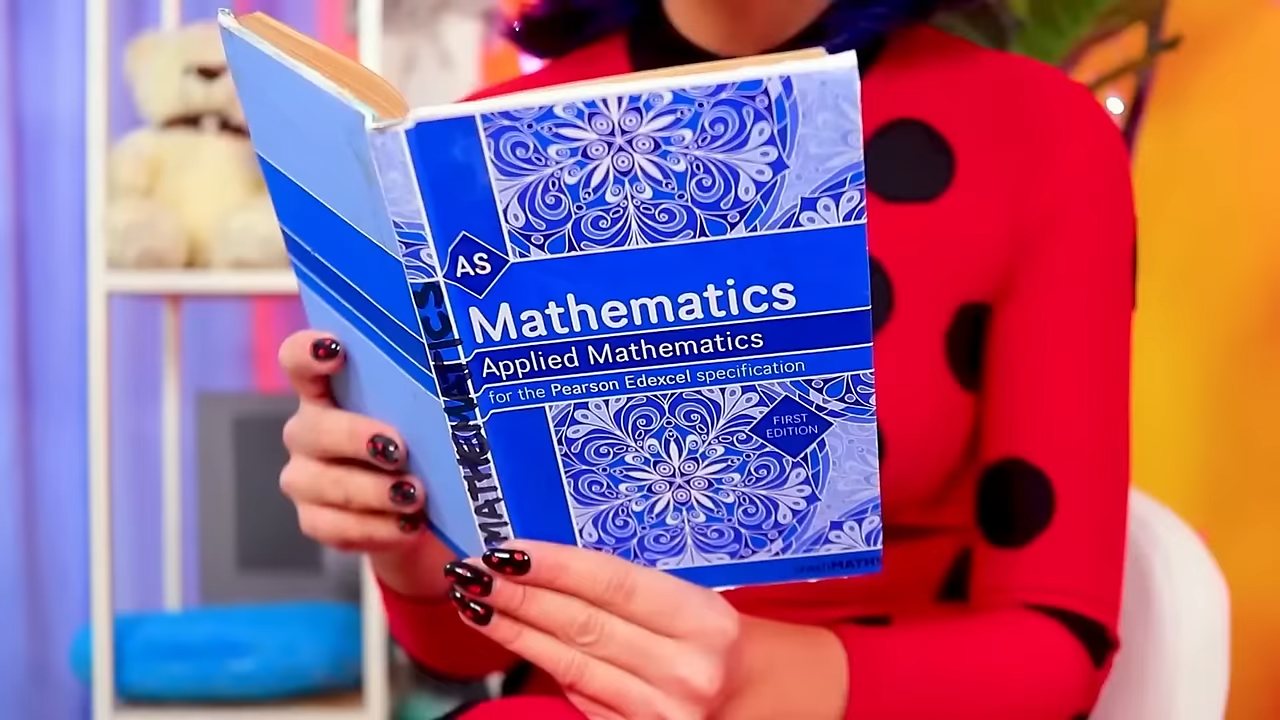 AS
Mathematics
Applied Mathematics
for the Pearson Edexcel specification
FIRST
EDITION
MATHEMATICS